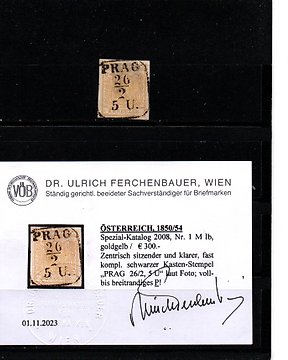 PRAG
26
2
5 U.
DR. ULRICH FERCHENBAUER, WIEN
Ständig gerichtl. beeideter Sachverständiger für Briefmarken
VÖB
PRAG
26
2
5 U.
ÖSTERREICH, 1850/54
Spezial-Katalog 2008, Nr. 1 M Ib,
goldgelb / € 300.-
Zentrisch sitzender und klarer, fast
kompl. schwarzer Kasten-Stempel
„PRAG 26/2, 5 U“ laut Foto; voll-
bis breitrandiges P!
01.11.2023